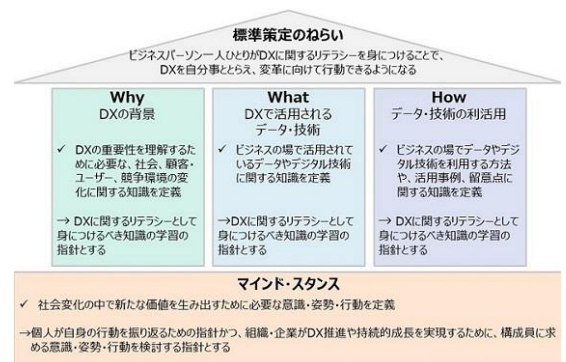 標準策定のねらい
ビジネスパーソン一人ひとりがDXに関するリテラシーを身につけることで、
DXを自分事ととらえ、変革に向けて行動できるようになる
Why
DXの背景
✓ DXの重要性を理解するた
めに必要な、社会、顧客・
ユーザー、競争環境の変
化に関する知識を定義
→ DXに関するリテラシーとして
身につけるべき知識の学習の
指針とする
What
DXで活用される
データ・技術
✓ ビジネスの場で活用されて
いるデータやデジタル技術
に関する知識を定義
→DXに関するリテラシーとして
身につけるべき知識の学習の
指針とする
How
データ・技術の利活用
✓ ビジネスの場でデータやデジ
タル技術を利用する方法
や、活用事例、留意点に
関する知識を定義
→ DXに関するリテラシーとして
身につけるべき知識の学習の
指針とする
マインド・スタンス
✓ 社会変化の中で新たな価値を生み出すために必要な意識・姿勢・行動を定義
→個人が自身の行動を振り返るための指針かつ、組織・企業がDX推進や持続的成長を実現するために、構成員に求
める意識・姿勢・行動を検討する指針とする